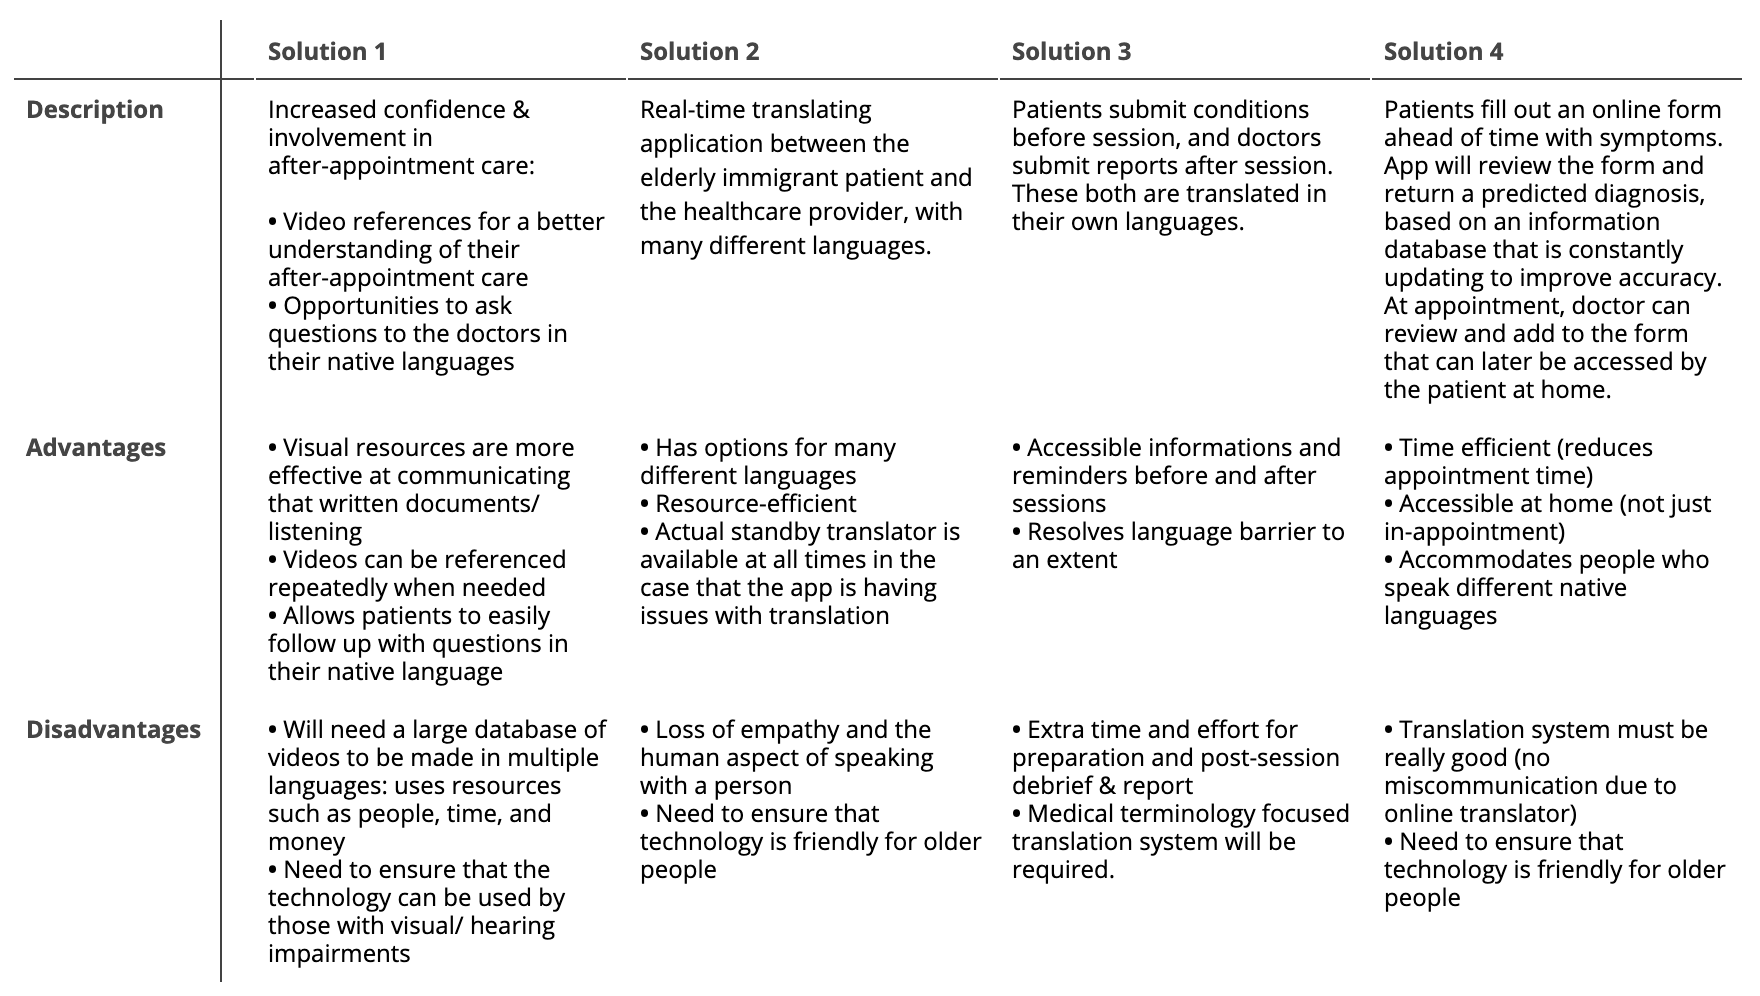 Solution 1
Solution 2
Solution 3
Solution 4
Description
Increased confidence &
involvement in
after-appointment care:
• Video references for a better
understanding of their
after-appointment care
• Opportunities to ask
questions to the doctors in
their native languages
Real-time translating
application between the
elderly immigrant patient and
the healthcare provider, with
many different languages.
Patients submit conditions
before session, and doctors
submit reports after session.
These both are translated in
their own languages.
Patients fill out an online form
ahead of time with symptoms.
App will review the form and
return a predicted diagnosis,
based on an information
database that is constantly
updating to improve accuracy.
At appointment, doctor can
review and add to the form
that can later be accessed by
the patient at home.
Advantages
• Visual resources are more
effective at communicating
that written documents/
listening
• Videos can be referenced
repeatedly when needed
• Allows patients to easily
follow up with questions in
their native language
• Has options for many
different languages
• Resource-efficient
• Actual standby translator is
available at all times in the
case that the app is having
issues with translation
• Accessible informations and
reminders before and after
sessions
• Resolves language barrier to
an extent
• Time efficient (reduces
appointment time)
• Accessible at home (not just
in-appointment)
• Accommodates people who
speak different native
languages
Disadvantages
• Will need a large database of
videos to be made in multiple
languages: uses resources
such as people, time, and
money
• Need to ensure that the
technology can be used by
those with visual/ hearing
impairments
• Loss of empathy and the
human aspect of speaking
with a person
• Need to ensure that
technology is friendly for older
people
• Extra time and effort for
preparation and post-session
debrief & report
• Medical terminology focused
translation system will be
required.
• Translation system must be
really good (no
miscommunication due to
online translator)
• Need to ensure that
technology is friendly for older
people